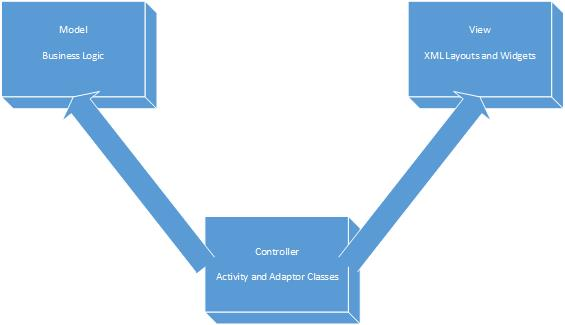 Model
Business Logic
View
XML Layouts and Widgets
Controller
Activity and Adaptor Classes